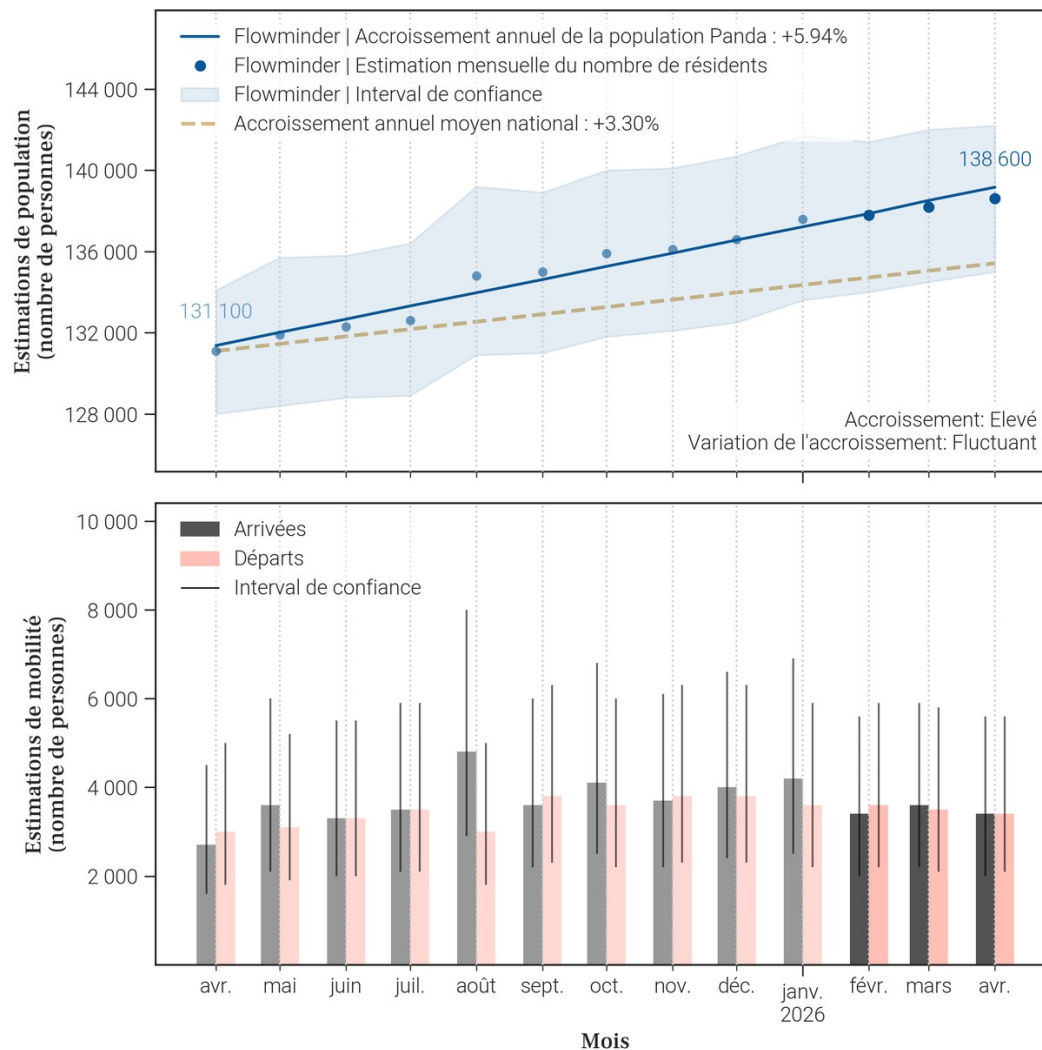 Flowminder | Accroissement annuel de la population Panda : +5.94%
Flowminder | Estimation mensuelle du nombre de résidents
Flowminder | Interval de confiance
Accroissement annuel moyen national : +3.30%
Estimations de population
(nombre de personnes)
144 000
140 000
136 000
132 000
128 000
131 100
138 600
Accroissement: Elevé
Variation de l'accroissement: Fluctuant
Arrivées
Départs
Interval de confiance
Estimations de mobilité
(nombre de personnes)
10 000
8 000
6 000
4 000
2 000
avr. mai juin juil. août sept. oct. nov. déc. janv. févr. mars avr.
2026
Mois